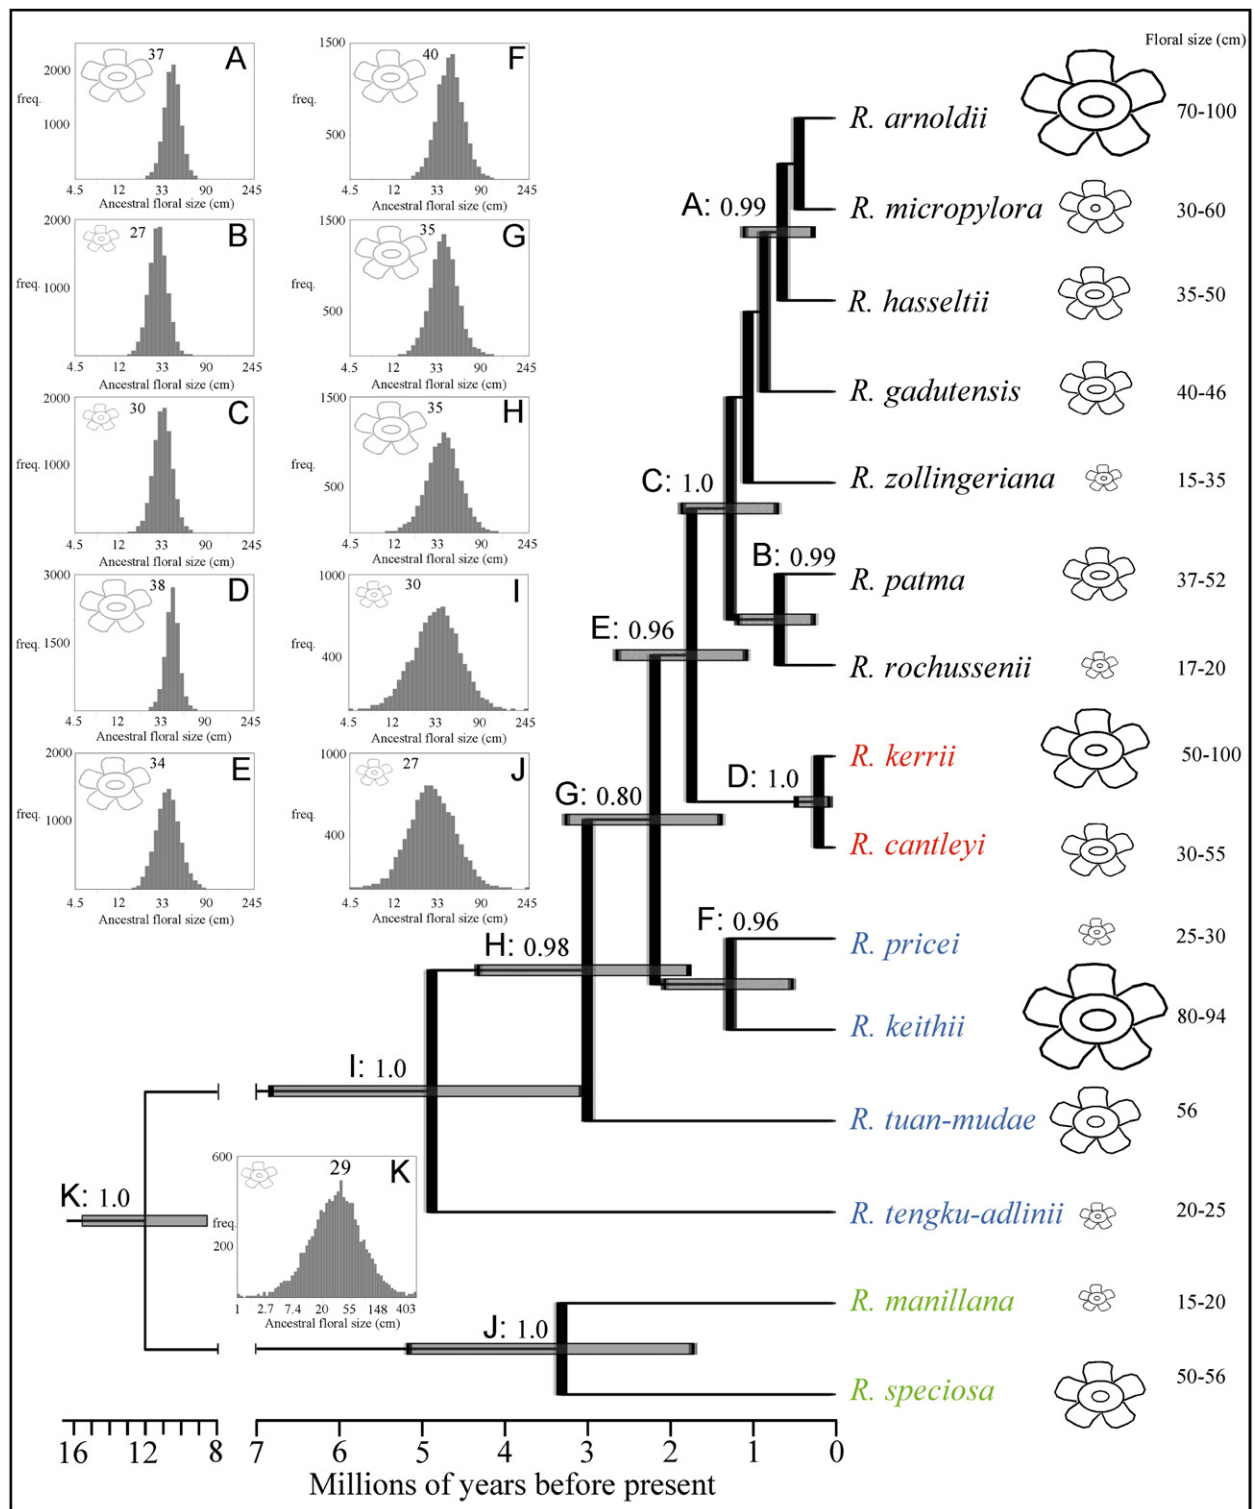 Floral size (cm)
37
A
2000
freq.
1000
4.5 12 33 90 245
Ancestral floral size (cm)
1500
40
F
freq.
500
4.5 12 33 90 245
Ancestral floral size (cm)
2000
27
B
freq. 1000
4.5 12 33 90 245
Ancestral floral size (cm)
1500
35
G
freq.
500
4.5 12 33 90 245
Ancestral floral size (cm)
2000
30
C
freq. 1000
4.5 12 33 90 245
Ancestral floral size (cm)
1500
35
H
freq.
500
4.5 12 33 90 245
Ancestral floral size (cm)
3000
38
D
freq. 1500
4.5 12 33 90 245
Ancestral floral size (cm)
1000
30
I
freq.
400
4.5 12 33 90 245
Ancestral floral size (cm)
2000
34
E
freq. 1000
4.5 12 33 90 245
Ancestral floral size (cm)
1000
27
J
freq.
400
4.5 12 33 90 245
Ancestral floral size (cm)
R. arnoldii 70-100
A: 0.99
R. micropylora 30-60
R. hasseltii 35-50
R. gadutensis 40-46
C: 1.0
R. zollingeriana 15-35
B: 0.99
R. patma 37-52
E: 0.96
R. rochussenii 17-20
R. kerrii 50-100
D: 1.0
G: 0.80
R. cantleyi 30-55
F: 0.96
R. pricei 25-30
H: 0.98
R. keithii 80-94
I: 1.0
R. tuan-mudae 56
600
29
K
freq.
200
1 2.7 7.4 20 55 148 403
Ancestral floral size (cm)
K: 1.0
R. tengku-adlinii 20-25
R. manillana 15-20
J: 1.0
R. speciosa 50-56
16 12 8 7 6 5 4 3 2 1 0
Millions of years before present